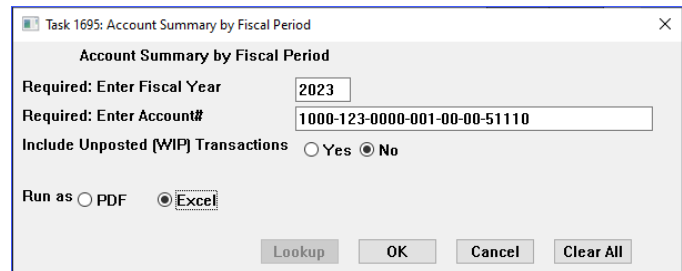 Task 1695: Account Summary by Fiscal Period
Account Summary by Fiscal Period
Required: Enter Fiscal Year 2023
Required: Enter Account# 1000-123-0000-001-00-00-51110
Include Unposted (WIP) Transactions Yes No
Run as PDF Excel
Lookup OK Cancel Clear All